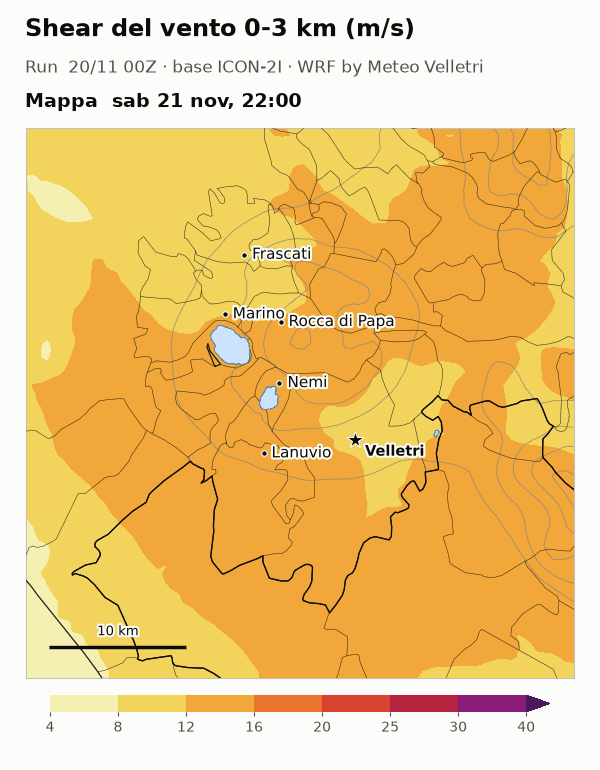 Shear del vento 0-3 km (m/s)
Run  20/11 00Z · base ICON-2I · WRF by Meteo Velletri
Mappa  sab 21 nov, 22:00
Frascati
Marino
Rocca di Papa
Nemi
Velletri
Lanuvio
10 km
4 8 12 16 20 25 30 40